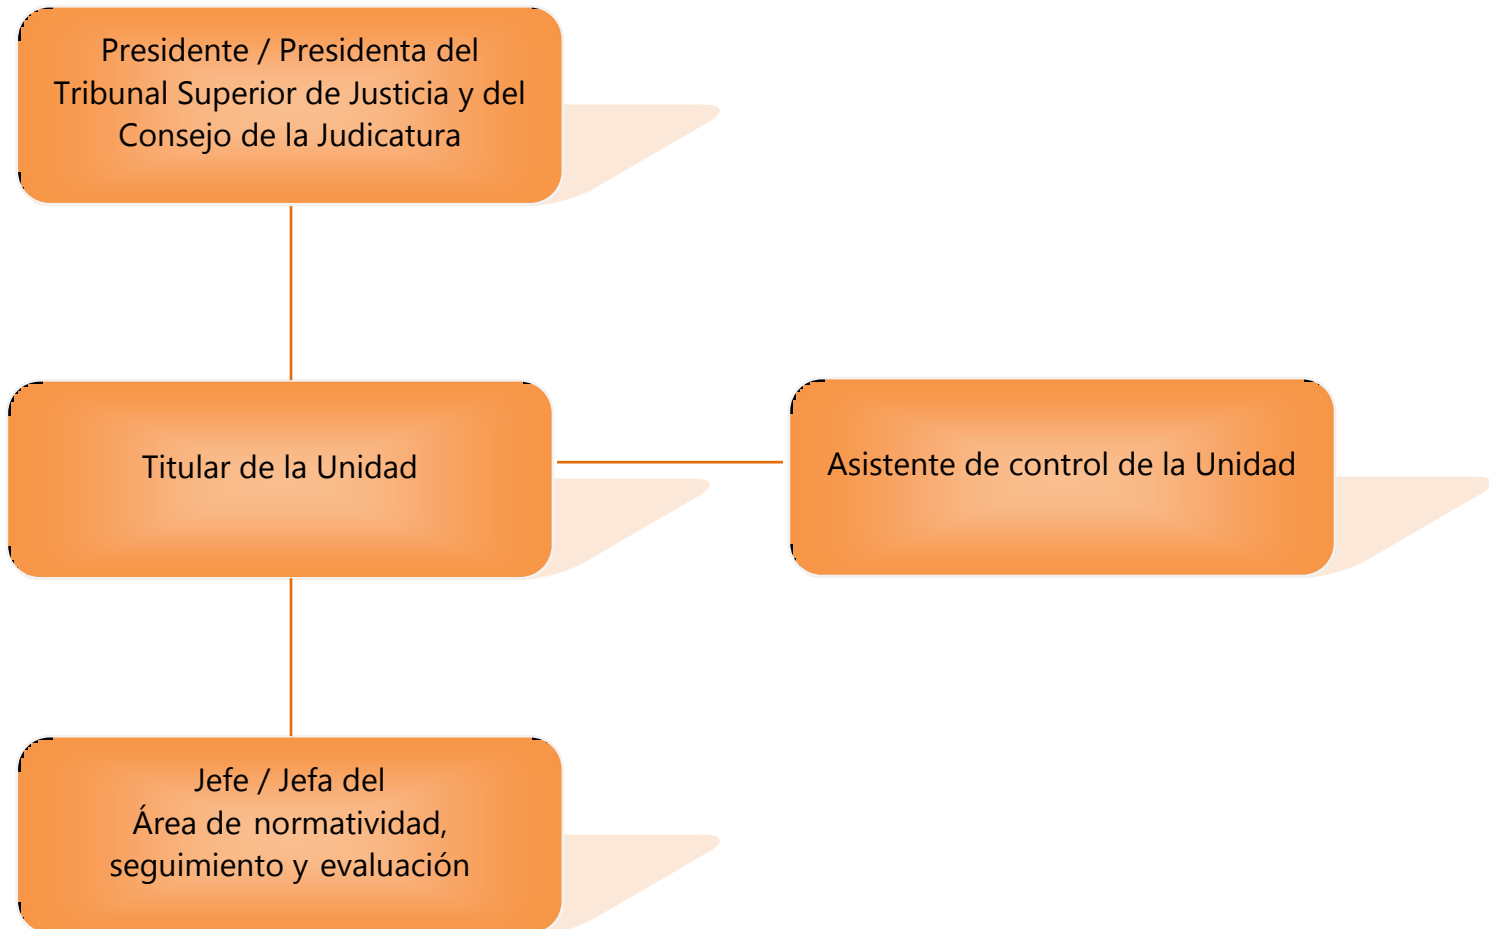 Presidente / Presidenta del
Tribunal Superior de Justicia y del
Consejo de la Judicatura
Titular de la Unidad
Asistente de control de la Unidad
Jefe / Jefa del
Área de normatividad,
seguimiento y evaluación